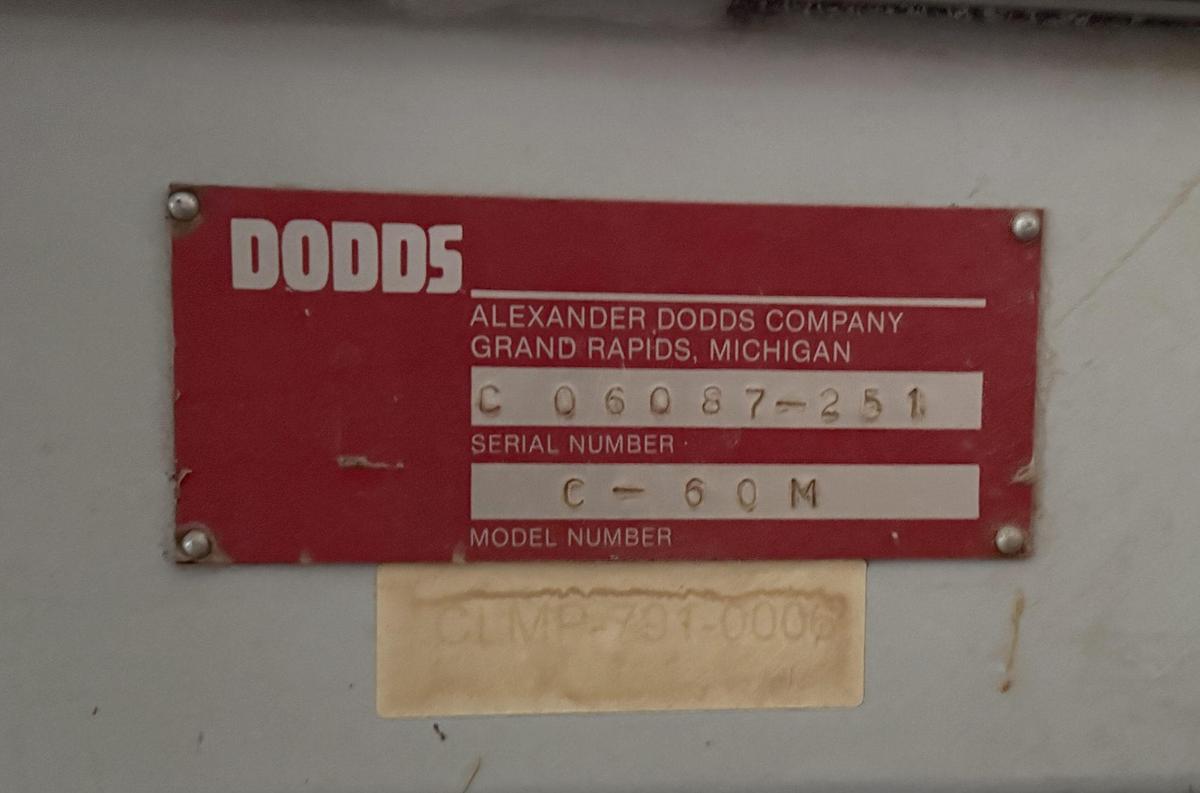 DODDS
ALEXANDER DODDS COMPANY
GRAND RAPIDS, MICHIGAN
C 06087-251
SERIAL NUMBER
C-60M
MODEL NUMBER
CLMP-791-0006